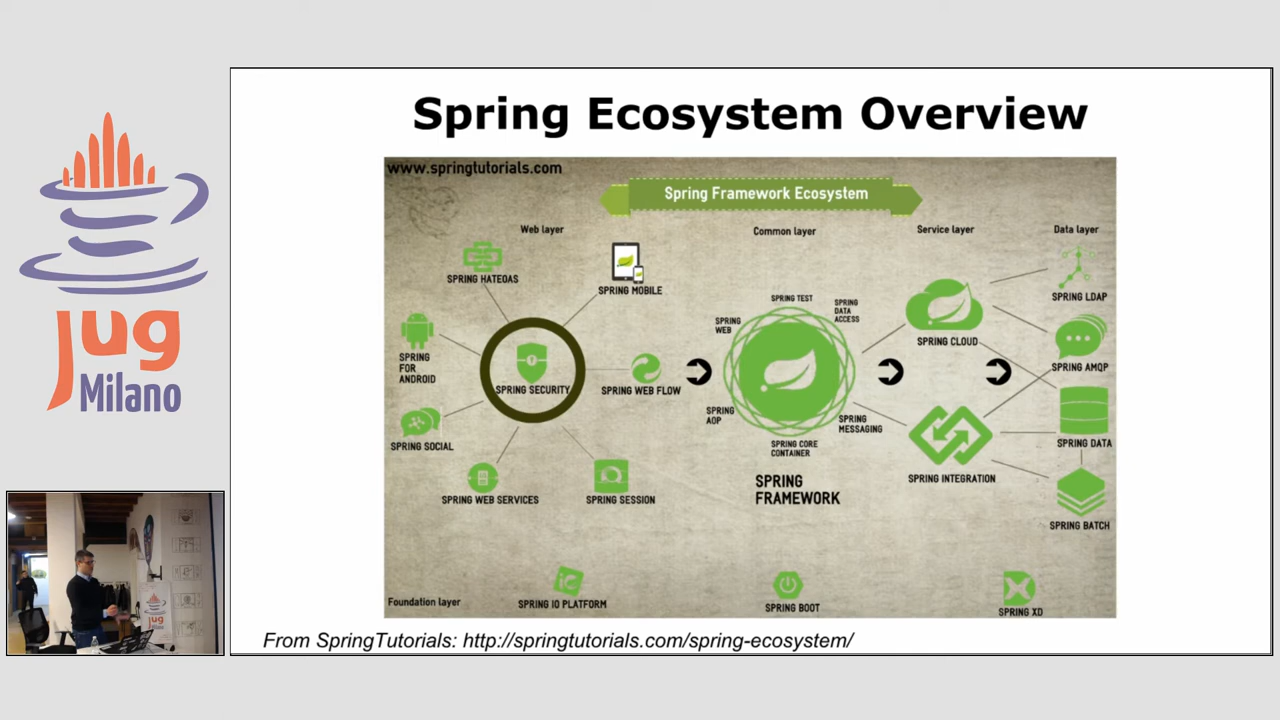 Spring Ecosystem Overview
www.springtutorials.com
Spring Framework Ecosystem
Web layer
Common layer
Service layer
Data layer
SPRING HATEOAS
SPRING MOBILE
SPRING
FOR
ANDROID
SPRING SECURITY
SPRING WEB FLOW
SPRING SOCIAL
SPRING WEB SERVICES
SPRING SESSION
SPRING TEST
SPRING
DATA
ACCESS
SPRING
WEB
SPRING
AOP
SPRING
MESSAGING
SPRING CORE
CONTAINER
SPRING
FRAMEWORK
SPRING CLOUD
SPRING INTEGRATION
SPRING LDAP
SPRING AMQP
SPRING DATA
SPRING BATCH
Foundation layer
SPRING IO PLATFORM
SPRING BOOT
SPRING XD
From SpringTutorials: http://springtutorials.com/spring-ecosystem/
jug
Milano
jug